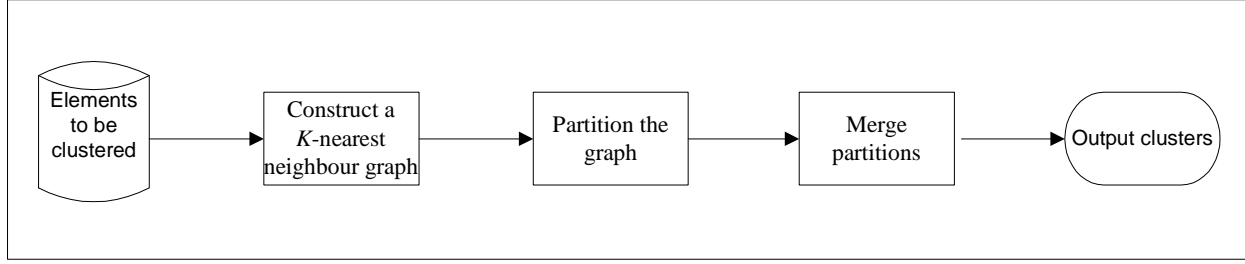 Elements
to be
clustered
Construct a
K-nearest
neighbour graph
Partition the
graph
Merge
partitions
Output clusters